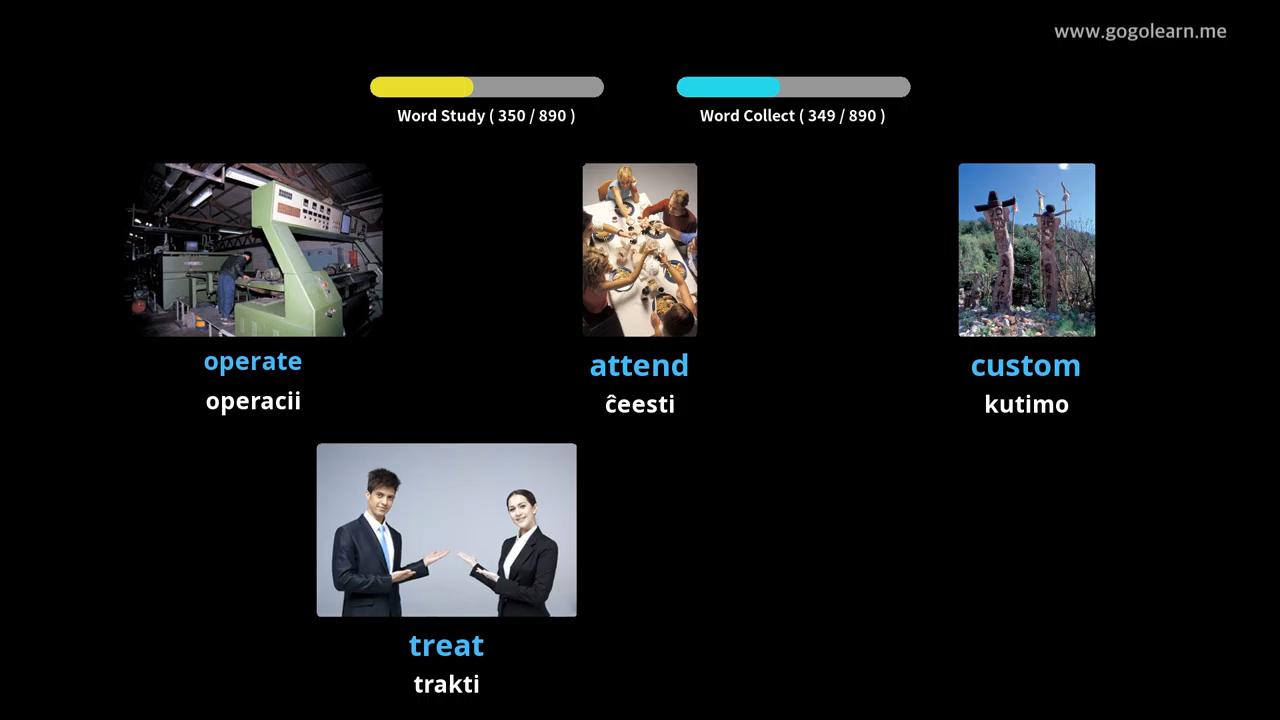 www.gogolearn.me
Word Study ( 350 / 890 )
Word Collect ( 349 / 890 )
operate
operacii
attend
ĉeesti
custom
kutimo
treat
trakti